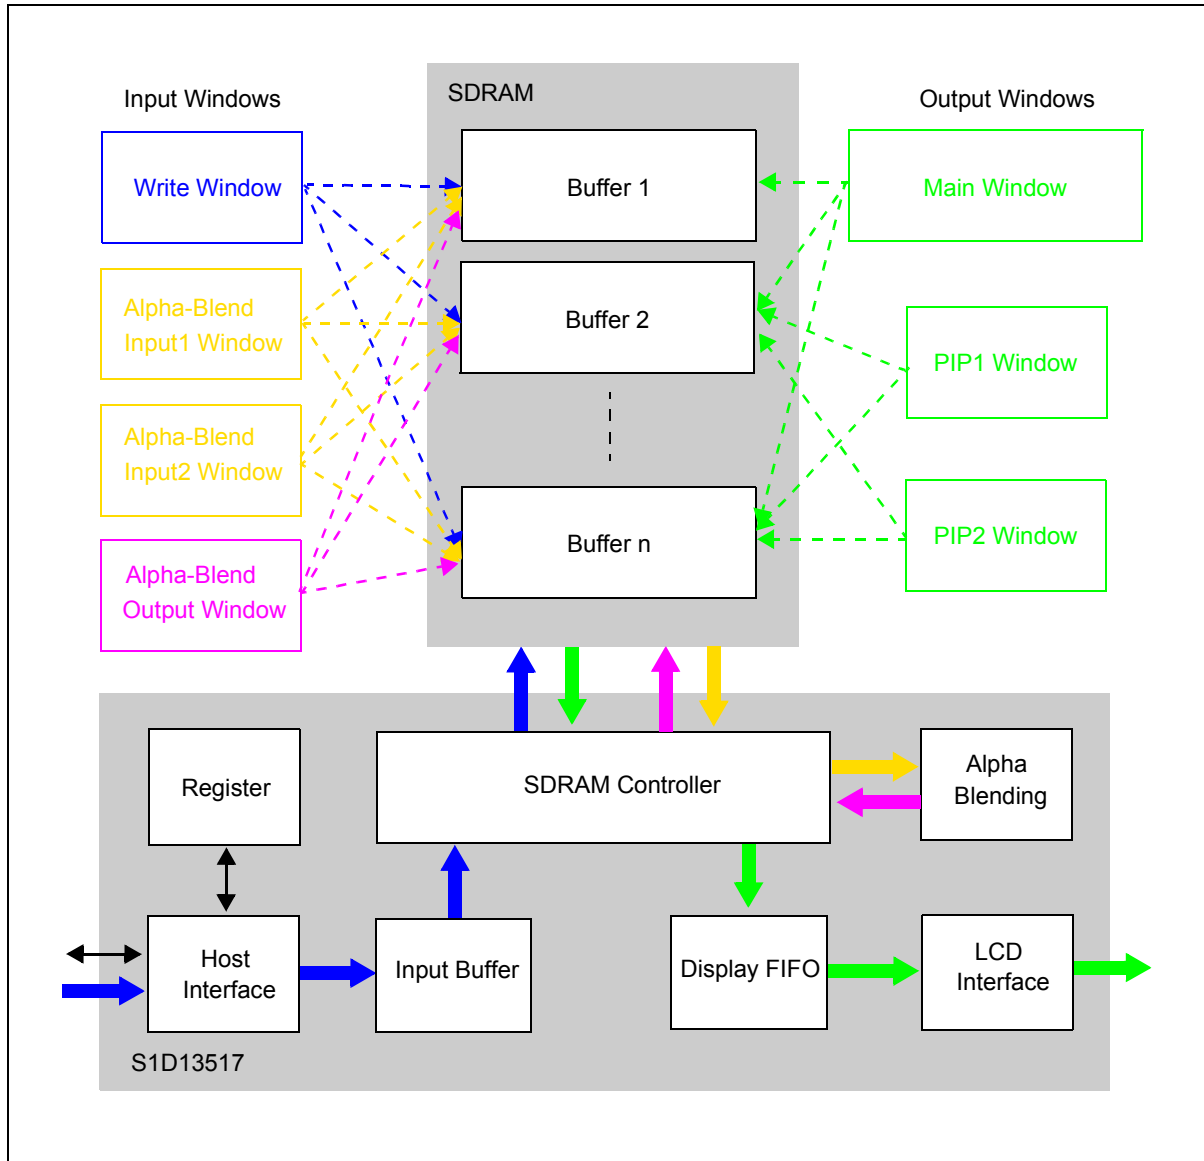 Input Windows
SDRAM
Output Windows
Write Window
Buffer 1
Main Window
Alpha-Blend
Input1 Window
Buffer 2
PIP1 Window
Alpha-Blend
Input2 Window
Buffer n
PIP2 Window
Alpha-Blend
Output Window
Register
SDRAM Controller
Alpha
Blending
Host
Interface
Input Buffer
Display FIFO
LCD
Interface
S1D13517